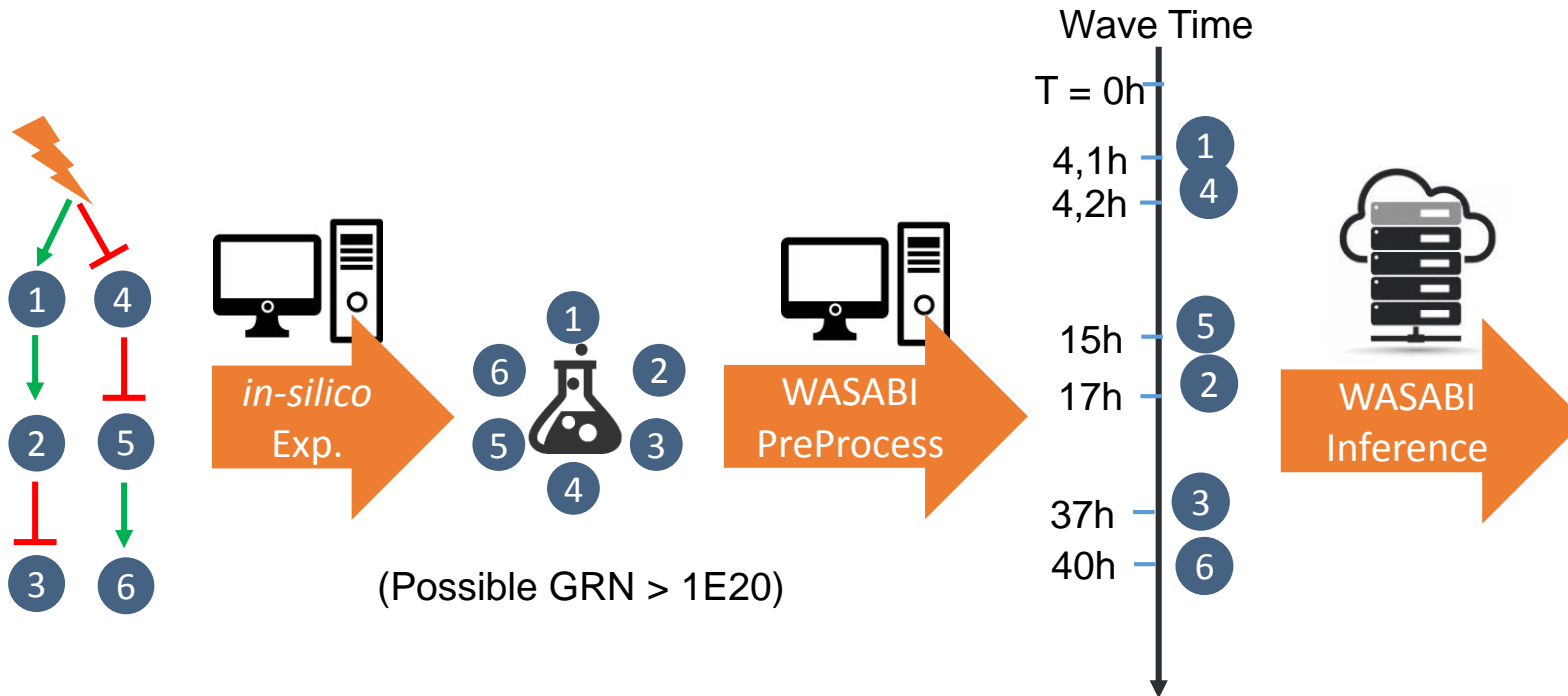 Wave Time
T = 0h
1
4,1h
4
4,2h
1
4
5
15h
2
17h
1
6
2
in-silico
Exp.
WASABI
PreProcess
WASABI
Inference
2
5
5
3
4
3
37h
6
40h
3
6
(Possible GRN > 1E20)